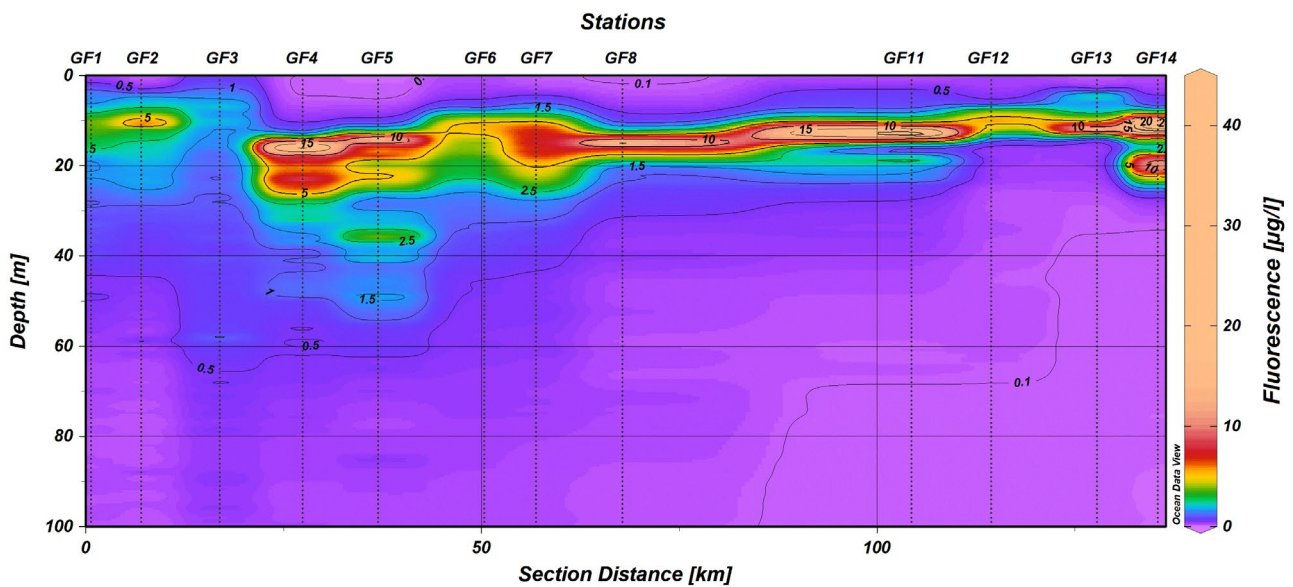 Stations
GF1 GF2 GF3 GF4 GF5 GF6 GF7 GF8 GF11 GF12 GF13 GF14
0
20
40
60
80
100
Depth [m]
0.5 1 0. 1.5 0.1 0.5
5 15 10 15 10 10 15 20
5 5 2.5 1.5 5 10
2.5
1 1.5
0.5 0.5
0.1
0 50 100
Section Distance [km]
Ocean Data View
40
30
20
10
0
Fluorescence [µg/l]